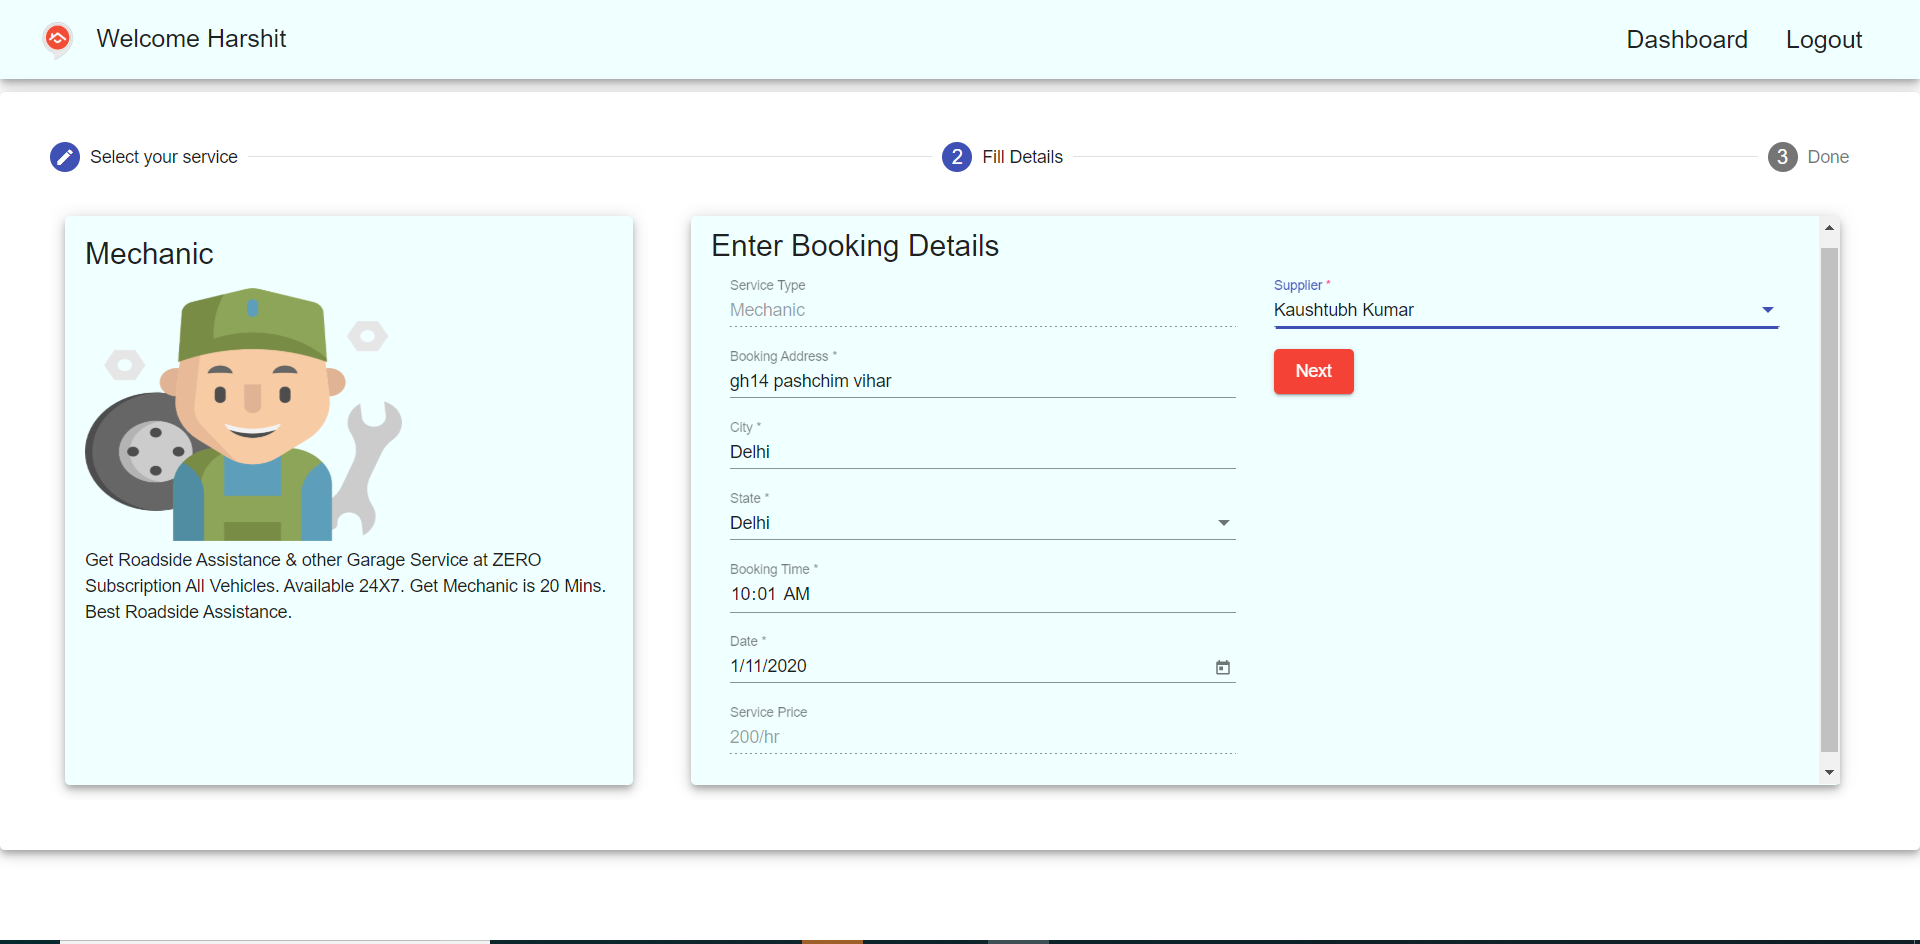 Welcome Harshit
Dashboard
Logout
Select your service
2
Fill Details
3
Done
Mechanic
Get Roadside Assistance & other Garage Service at ZERO
Subscription All Vehicles. Available 24X7. Get Mechanic is 20 Mins.
Best Roadside Assistance.
Enter Booking Details
Service Type
Mechanic
Booking Address *
gh14 pashchim vihar
City *
Delhi
State *
Delhi
Booking Time *
10:01 AM
Date *
1/11/2020
Service Price
200/hr
Supplier *
Kaushtubh Kumar
Next